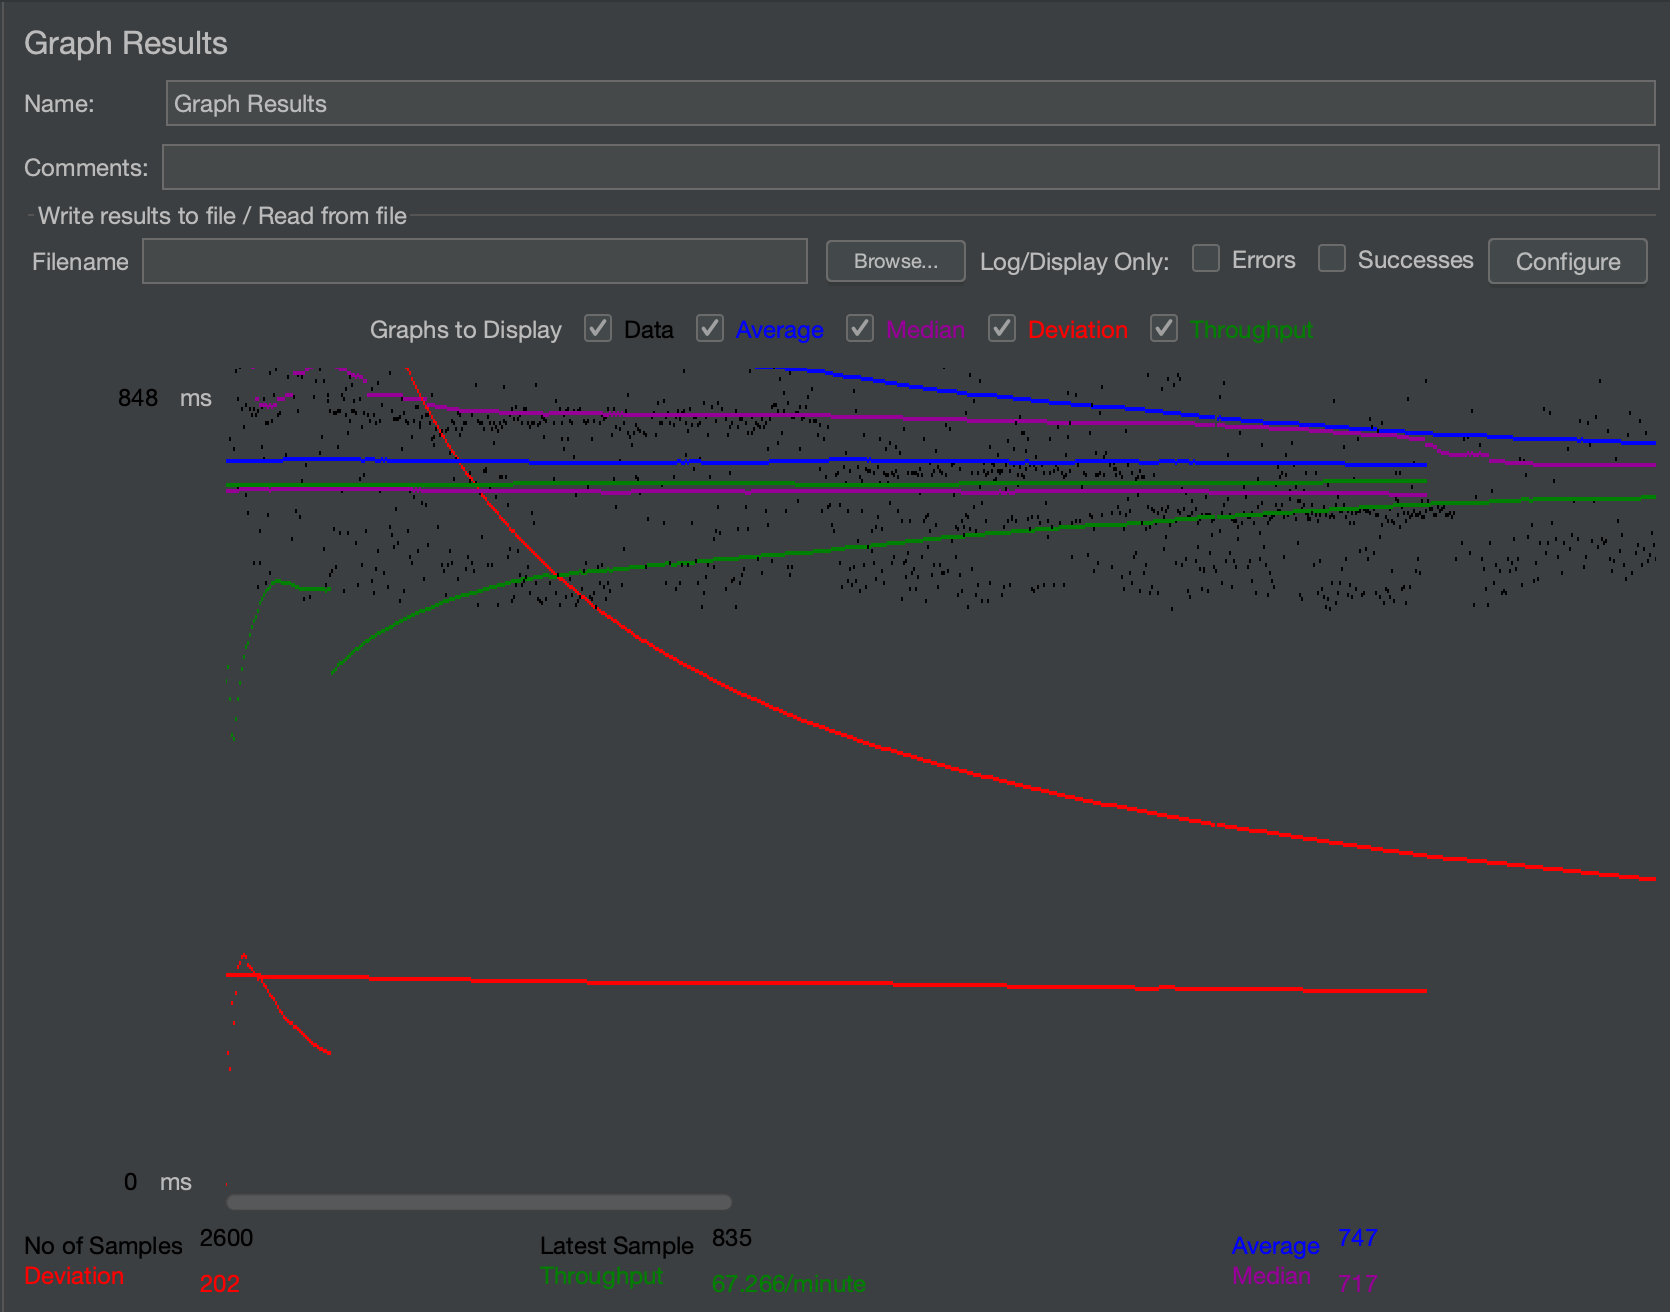 Graph Results
Name: Graph Results
Comments:
Write results to file / Read from file
Filename Browse... Log/Display Only: Errors Successes Configure
Graphs to Display Data Average Median Deviation Throughput
848 ms
0 ms
No of Samples 2600 Latest Sample 835 Average 747
Deviation 202 Throughput 67.266/minute Median 717